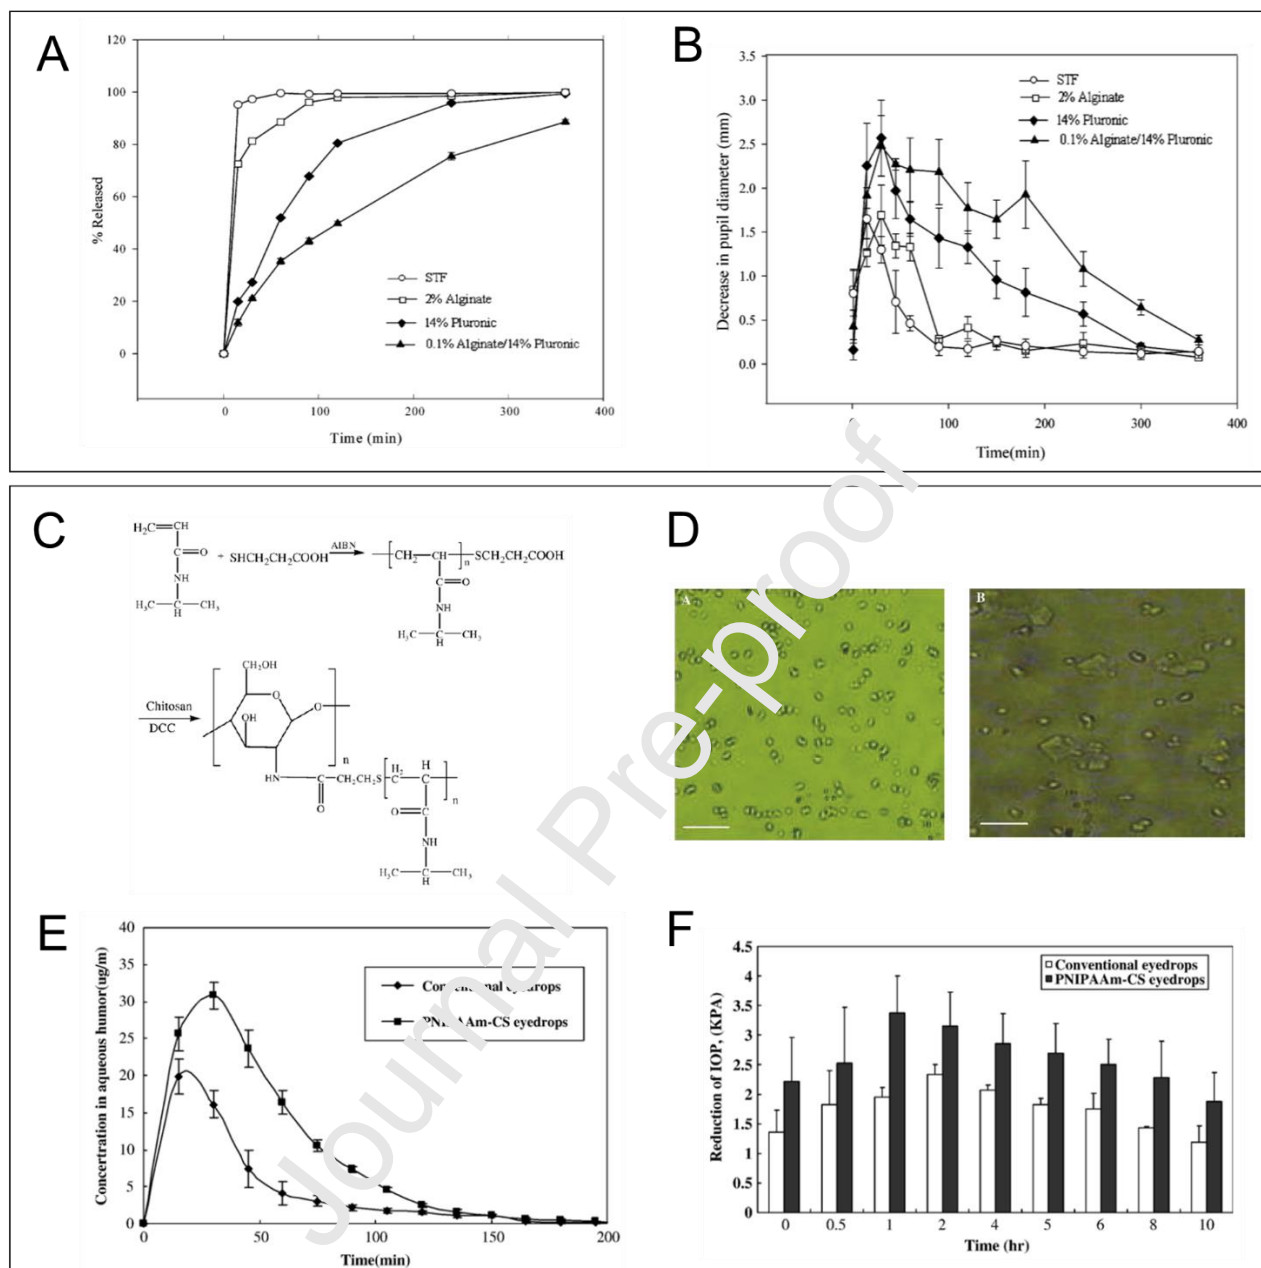 A
120
100
80
60
40
20
0
% Released
STF
2% Alginate
14% Pluronic
0.1% Alginate/14% Pluronic
0 100 200 300 400
Time (min)
B
3.5
3.0
2.5
2.0
1.5
1.0
0.5
0.0
Decrease in pupil diameter (mm)
STF
2% Alginate
14% Pluronic
0.1% Alginate/14% Pluronic
0 100 200 300 400
Time(min)
C
H₂C CH
C O
NH
H₃C C CH₃
H
+ SHCH₂CH₂COOH
AIBN
CH₂ CH n SCH₂CH₂COOH
C O
NH
H₃C C CH₃
H
Chitosan
DCC
CH₂OH
O
OH
O
n
HN C CH₂CH₂S C H₂ C H n
O
C O
NH
H₃C C CH₃
H
D
A
B
E
40
35
30
25
20
15
10
5
0
Concertration in aqueous humor(ug/m)
Conventional eyedrops
PNIPAAm-CS eyedrops
0 50 100 150 200
Time(min)
F
4.5
4
3.5
3
2.5
2
1.5
1
0.5
0
Reduction of IOP, (KPA)
Conventional eyedrops
PNIPAAm-CS eyedrops
0 0.5 1 2 4 5 6 8 10
Time (hr)
Journal Pre-proof